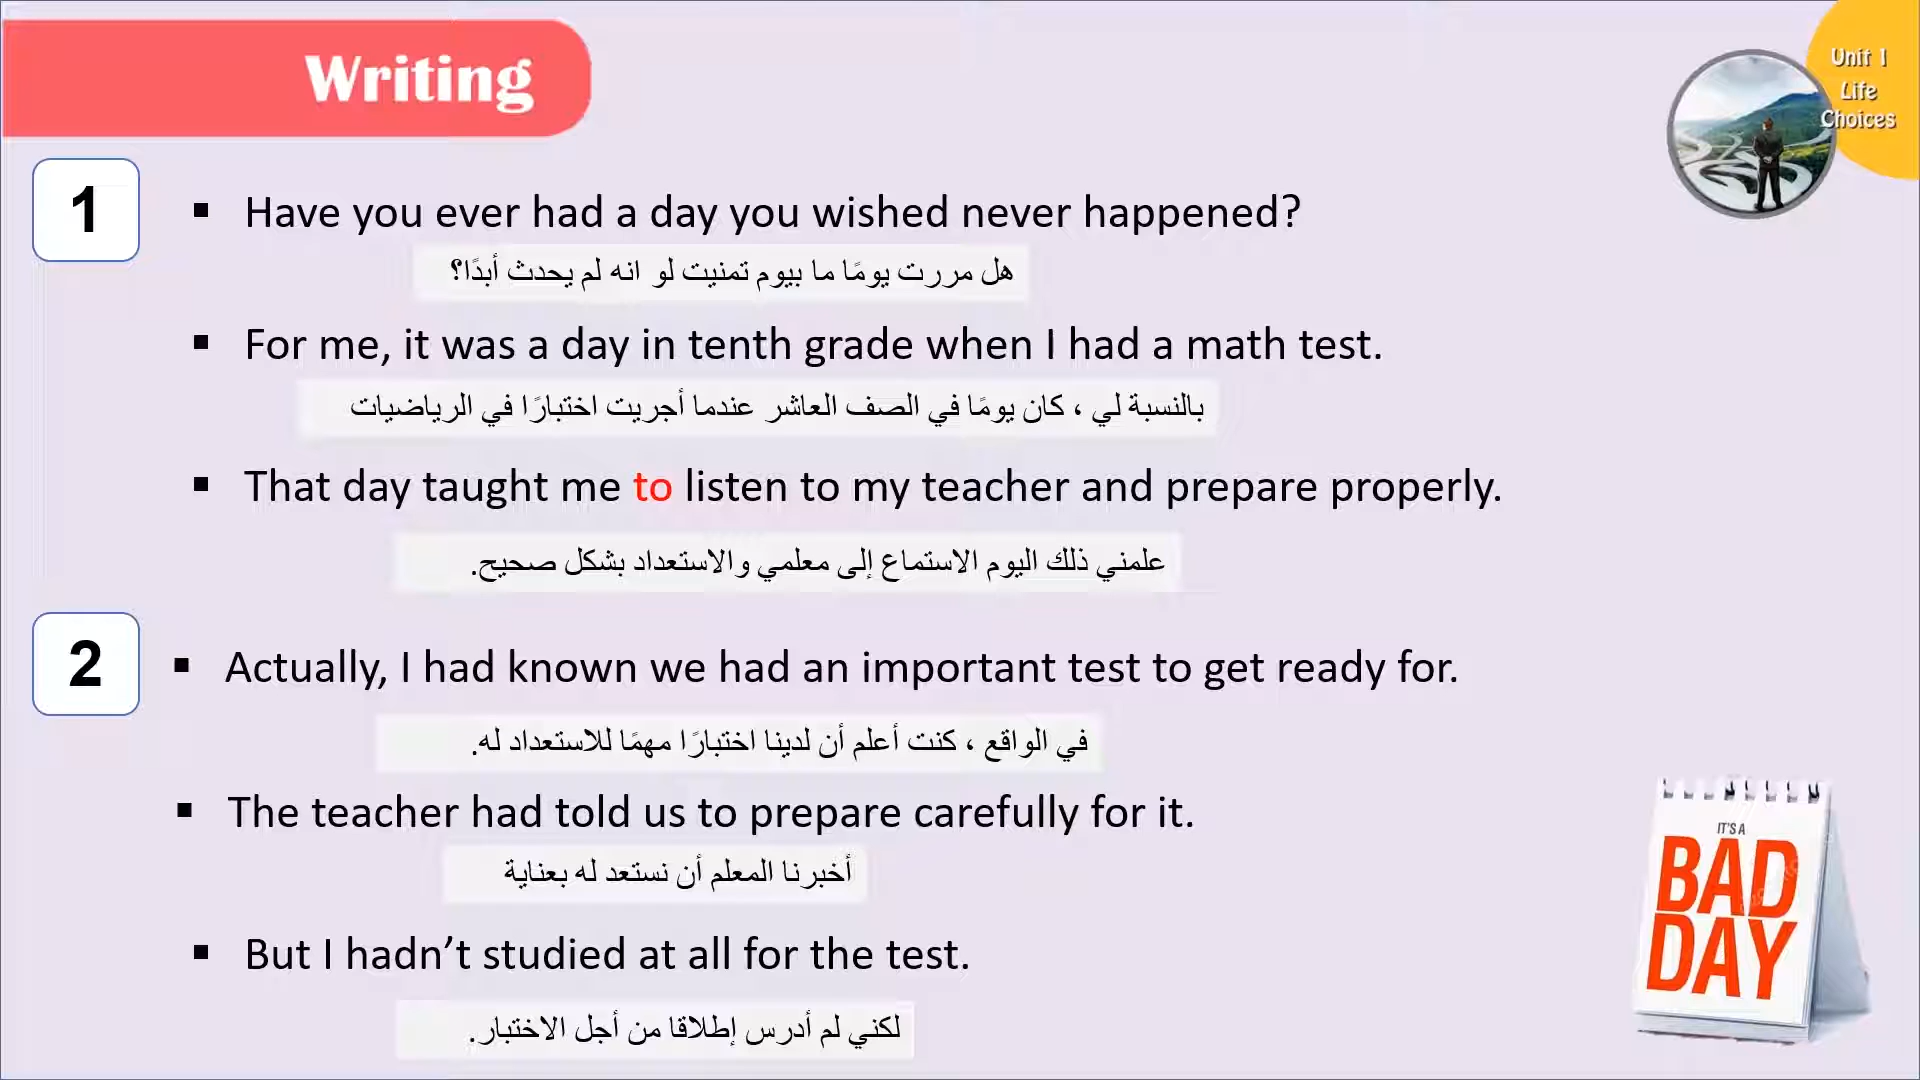 Writing
Unit 1
Life
Choices
1
▪ Have you ever had a day you wished never happened?
هل مررت يومًا ما بيوم تمنيت لو انه لم يحدث أبدًا؟
▪ For me, it was a day in tenth grade when I had a math test.
بالنسبة لي ، كان يومًا في الصف العاشر عندما أجريت اختبارًا في الرياضيات
▪ That day taught me to listen to my teacher and prepare properly.
علمني ذلك اليوم الاستماع إلى معلمي والاستعداد بشكل صحيح.
2
▪ Actually, I had known we had an important test to get ready for.
في الواقع ، كنت أعلم أن لدينا اختبارًا مهمًا للاستعداد له.
▪ The teacher had told us to prepare carefully for it.
أخبرنا المعلم أن نستعد له بعناية
▪ But I hadn’t studied at all for the test.
لكني لم أدرس إطلاقا من أجل الاختبار.
IT'S A
BAD
DAY